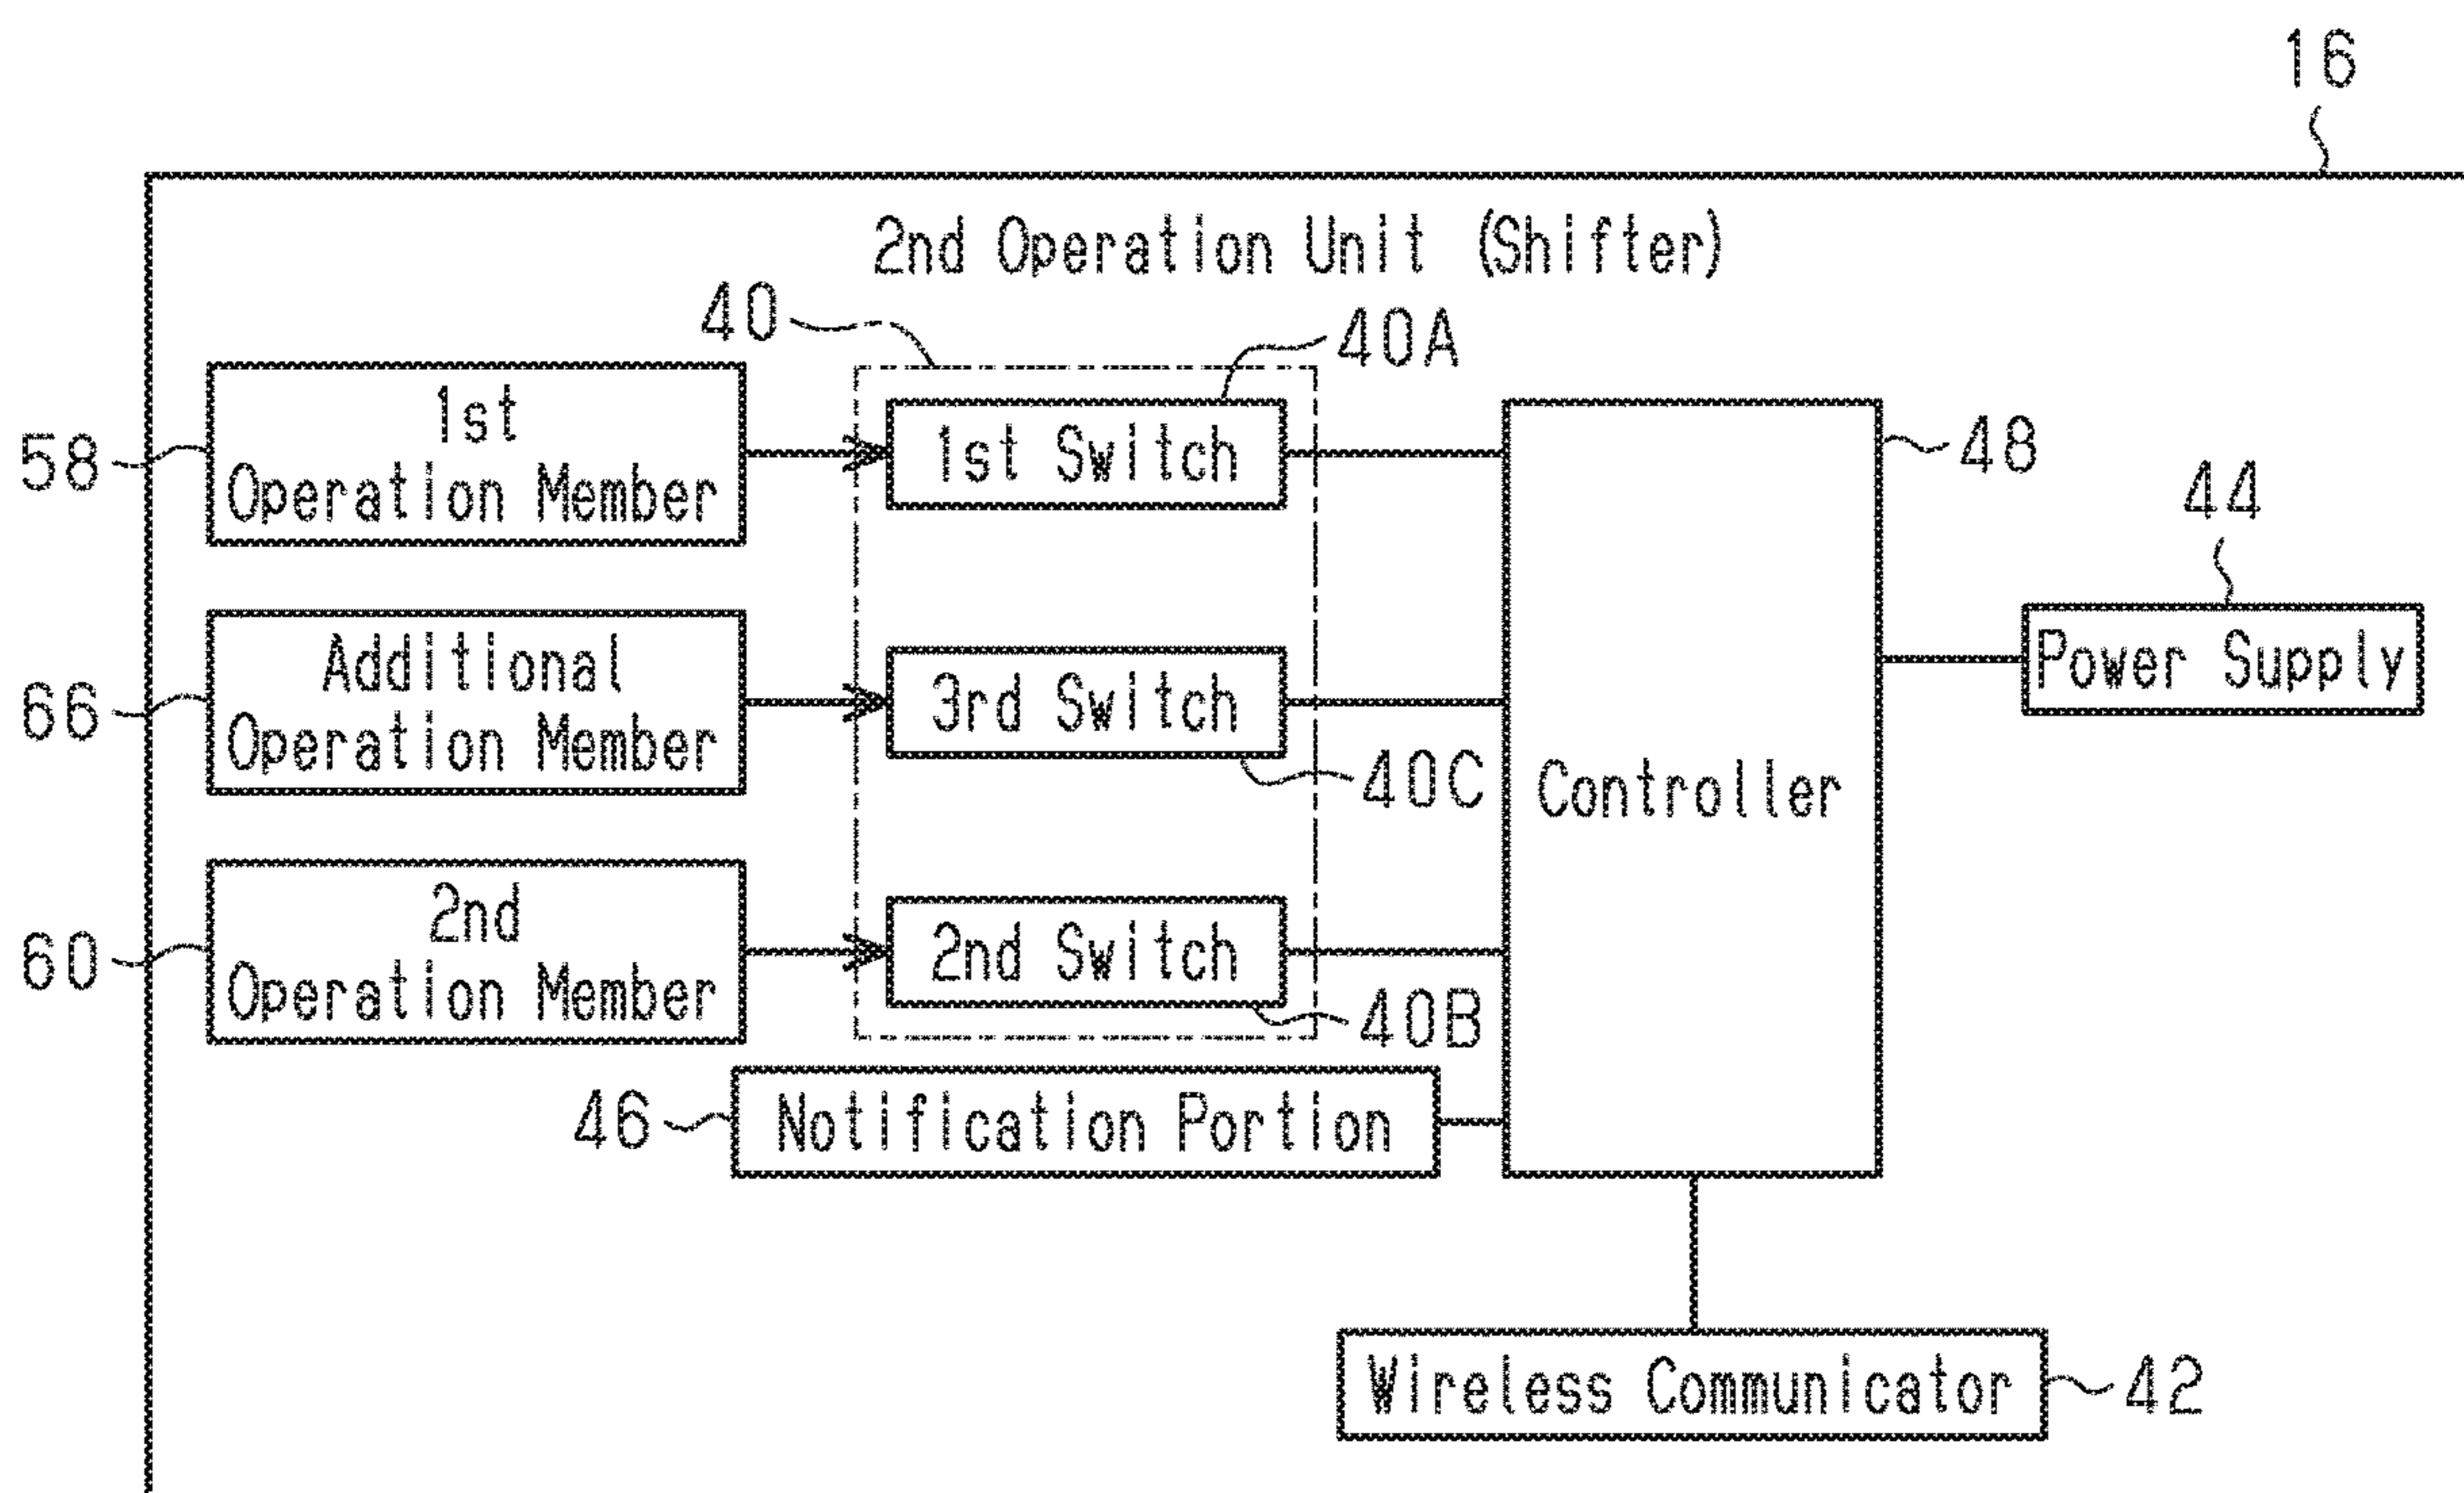 16
2nd Operation Unit (Shifter)
40
40A
1st
Operation Member
58
1st Switch
48
44
Additional
Operation Member
66
3rd Switch
40C
Controller
Power Supply
2nd
Operation Member
60
2nd Switch
40B
46
Notification Portion
Wireless Communicator
42